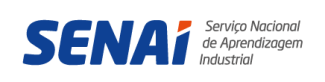 SENAI
Serviço Nacional
de Aprendizagem
Industrial